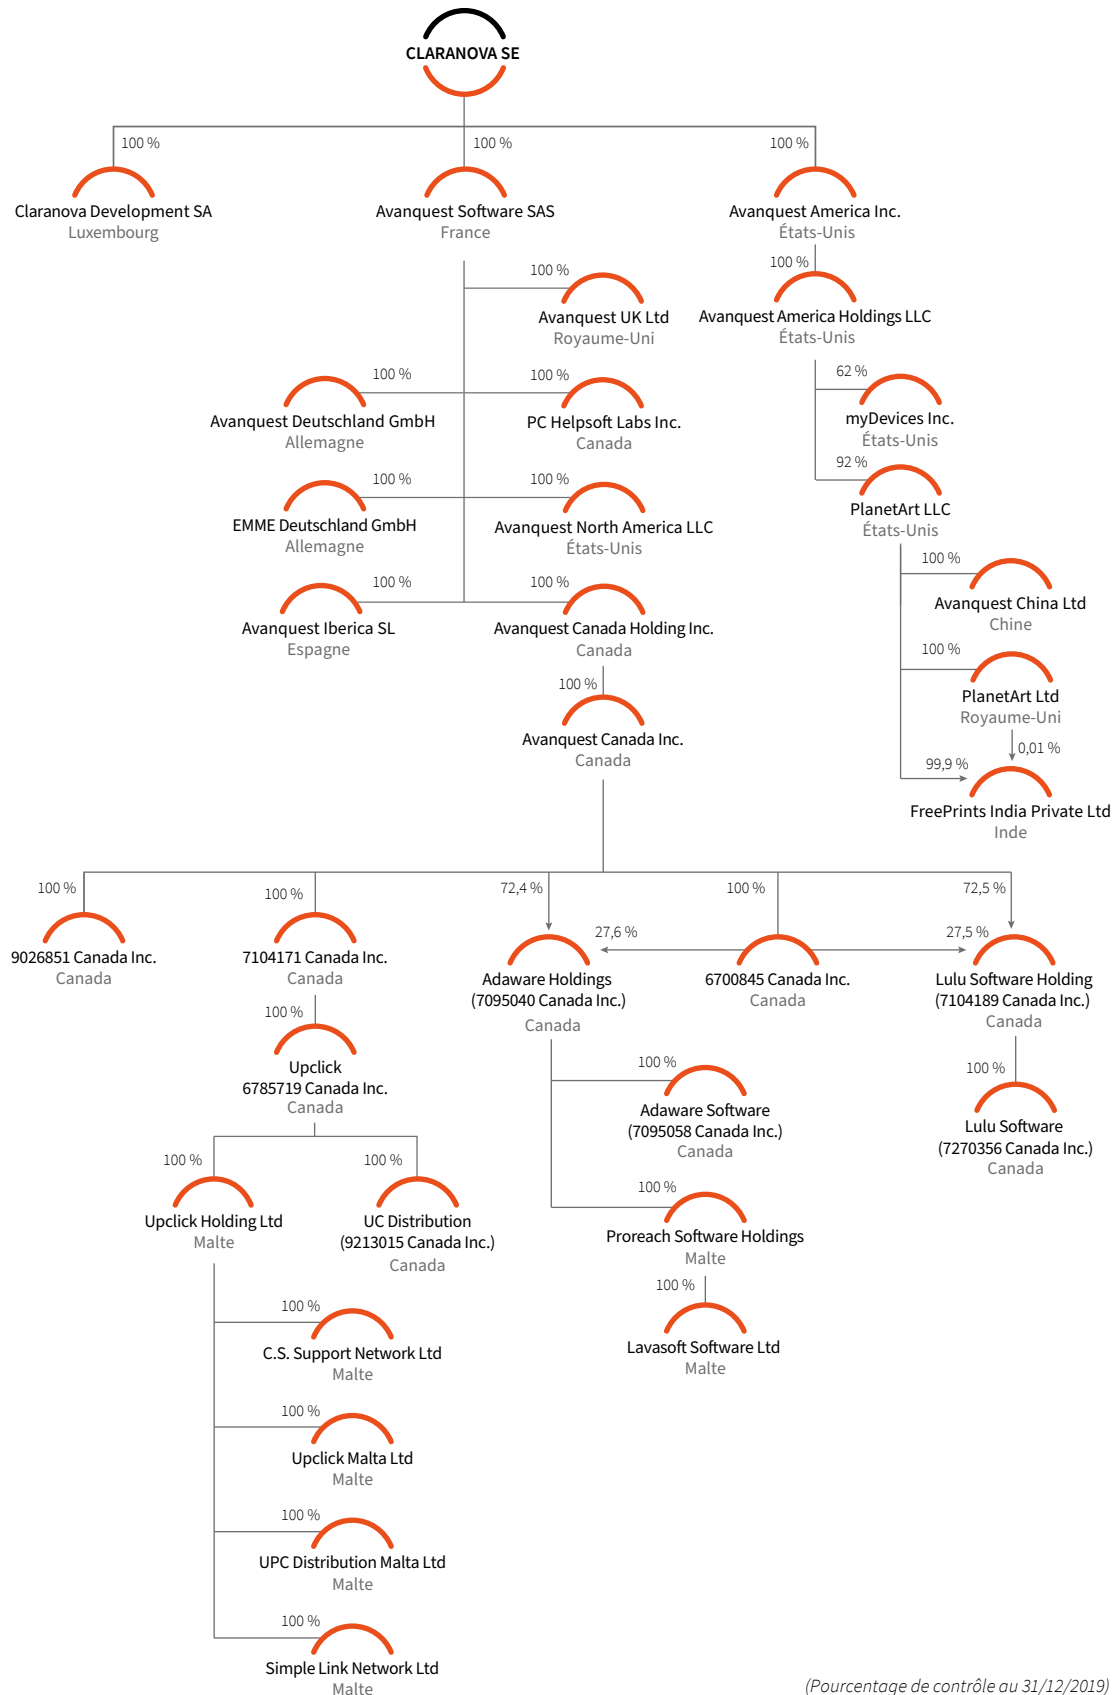 CLARANOVA SE
100 %
100 %
100 %
Claranova Development SA
Luxembourg
Avanquest Software SAS
France
Avanquest America Inc.
États-Unis
100 %
Avanquest UK Ltd
Royaume-Uni
100 %
Avanquest America Holdings LLC
États-Unis
100 %
Avanquest Deutschland GmbH
Allemagne
100 %
PC Helpsoft Labs Inc.
Canada
62 %
myDevices Inc.
États-Unis
92 %
PlanetArt LLC
États-Unis
100 %
EMME Deutschland GmbH
Allemagne
100 %
Avanquest North America LLC
États-Unis
100 %
Avanquest China Ltd
Chine
100 %
Avanquest Iberica SL
Espagne
100 %
Avanquest Canada Holding Inc.
Canada
100 %
PlanetArt Ltd
Royaume-Uni
0,01 %
99,9 %
FreePrints India Private Ltd
Inde
100 %
Avanquest Canada Inc.
Canada
100 %
9026851 Canada Inc.
Canada
100 %
7104171 Canada Inc.
Canada
72,4 %
27,6 %
Adaware Holdings
(7095040 Canada Inc.)
Canada
100 %
6700845 Canada Inc.
Canada
72,5 %
27,5 %
Lulu Software Holding
(7104189 Canada Inc.)
Canada
100 %
Upclick
6785719 Canada Inc.
Canada
100 %
Adaware Software
(7095058 Canada Inc.)
Canada
100 %
Lulu Software
(7270356 Canada Inc.)
Canada
100 %
Upclick Holding Ltd
Malte
100 %
UC Distribution
(9213015 Canada Inc.)
Canada
100 %
Proreach Software Holdings
Malte
100 %
Lavasoft Software Ltd
Malte
100 %
C.S. Support Network Ltd
Malte
100 %
Upclick Malta Ltd
Malte
100 %
UPC Distribution Malta Ltd
Malte
100 %
Simple Link Network Ltd
Malte
(Pourcentage de contrôle au 31/12/2019)